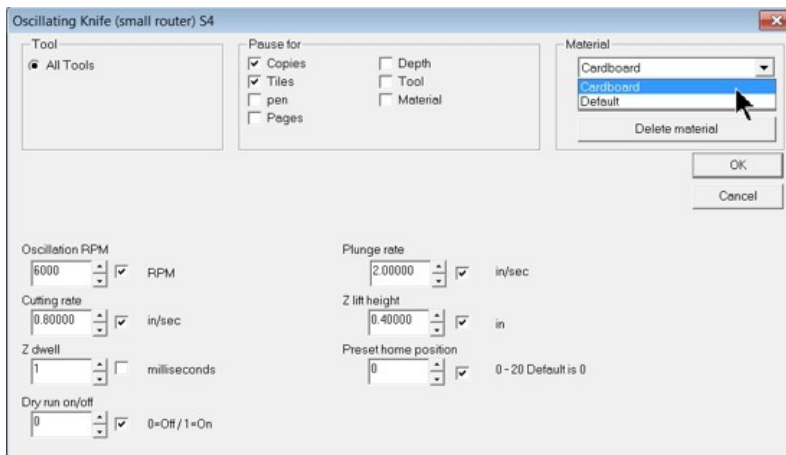 Oscillating Knife (small router) S4
Tool
All Tools
Pause for
Copies
Tiles
pen
Pages
Depth
Tool
Material
Material
Cardboard
Cardboard
Default
Delete material
OK
Cancel
Oscillation RPM
6000 RPM
Cutting rate
0.80000 in/sec
Z dwell
1 milliseconds
Dry run on/off
0 0=Off / 1=On
Plunge rate
2.00000 in/sec
Z lift height
0.40000 in
Preset home position
0 0 - 20 Default is 0